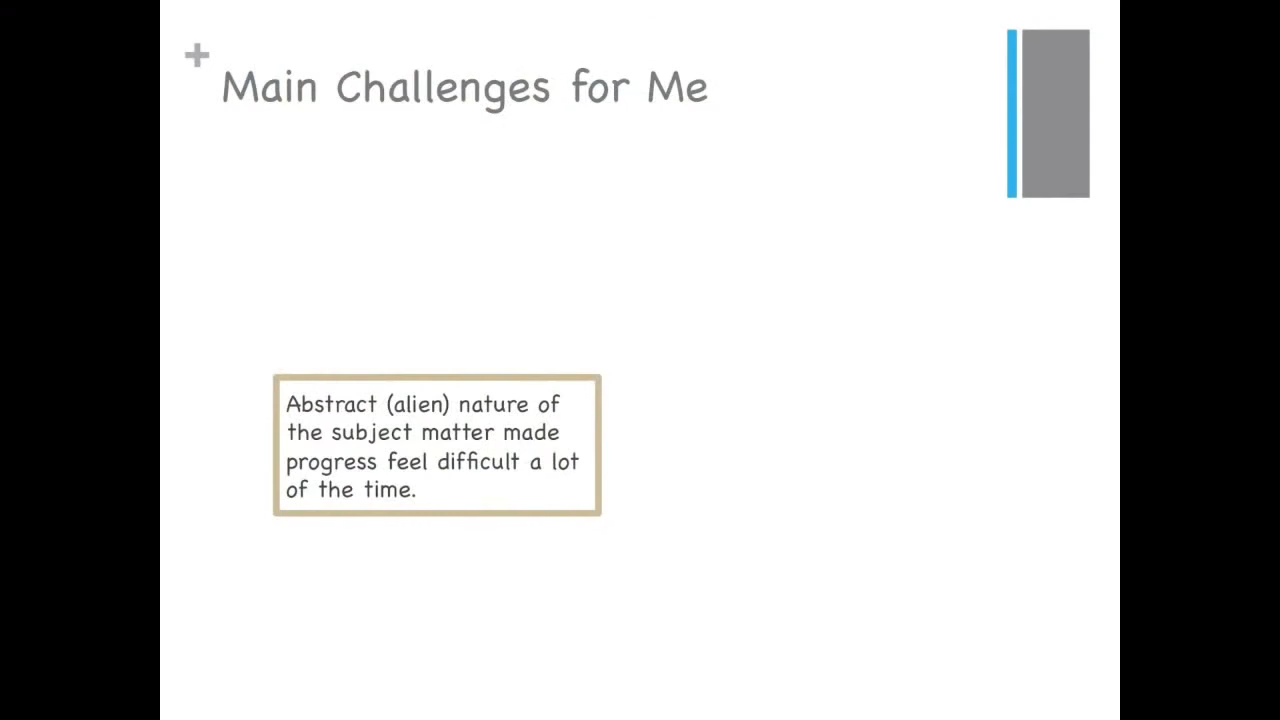 +
Main Challenges for Me
Abstract (alien) nature of
the subject matter made
progress feel difficult a lot
of the time.